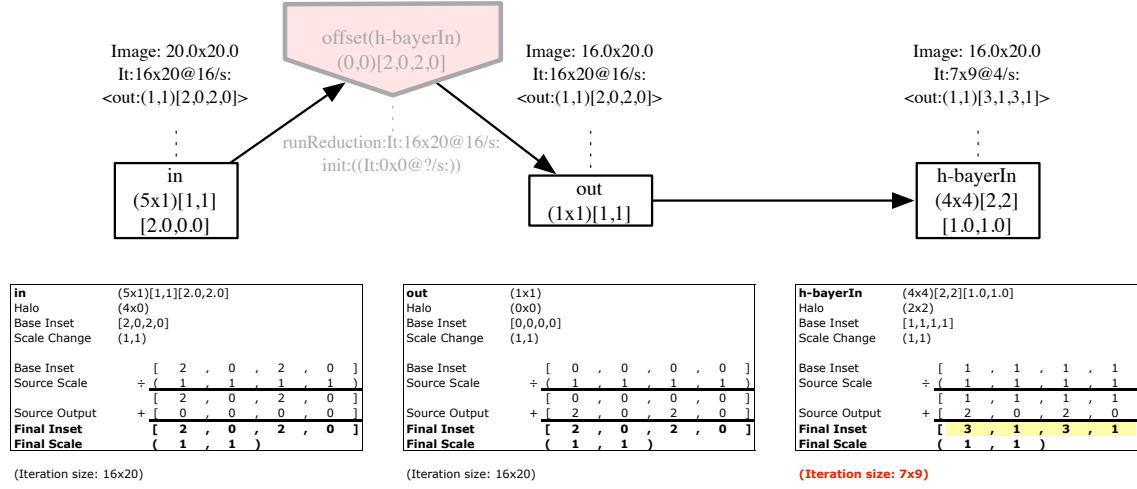 Image: 20.0x20.0
It:16x20@16/s:
<out:(1,1)[2,0,2,0]>
offset(h-bayerIn)
(0,0)[2,0,2,0]
Image: 16.0x20.0
It:16x20@16/s:
<out:(1,1)[2,0,2,0]>
Image: 16.0x20.0
It:7x9@4/s:
<out:(1,1)[3,1,3,1]>
runReduction:It:16x20@16/s:
init:((It:0x0@?/s:))
in
(5x1)[1,1]
[2.0,0.0]
out
(1x1)[1,1]
h-bayerIn
(4x4)[2,2]
[1.0,1.0]
in (5x1)[1,1][2.0,2.0]
Halo (4x0)
Base Inset [2,0,2,0]
Scale Change (1,1)
Base Inset [ 2 , 0 , 2 , 0 ]
Source Scale ÷ ( 1 , 1 , 1 , 1 )
[ 2 , 0 , 2 , 0 ]
Source Output + [ 0 , 0 , 0 , 0 ]
Final Inset [ 2 , 0 , 2 , 0 ]
Final Scale ( 1 , 1 )
(Iteration size: 16x20)
out (1x1)
Halo (0x0)
Base Inset [0,0,0,0]
Scale Change (1,1)
Base Inset [ 0 , 0 , 0 , 0 ]
Source Scale ÷ ( 1 , 1 , 1 , 1 )
[ 0 , 0 , 0 , 0 ]
Source Output + [ 2 , 0 , 2 , 0 ]
Final Inset [ 2 , 0 , 2 , 0 ]
Final Scale ( 1 , 1 )
(Iteration size: 16x20)
h-bayerIn (4x4)[2,2][1.0,1.0]
Halo (2x2)
Base Inset [1,1,1,1]
Scale Change (1,1)
Base Inset [ 1 , 1 , 1 , 1
Source Scale ÷ ( 1 , 1 , 1 , 1
[ 1 , 1 , 1 , 1
Source Output + [ 2 , 0 , 2 , 0
Final Inset [ 3 , 1 , 3 , 1
Final Scale ( 1 , 1 )
(Iteration size: 7x9)